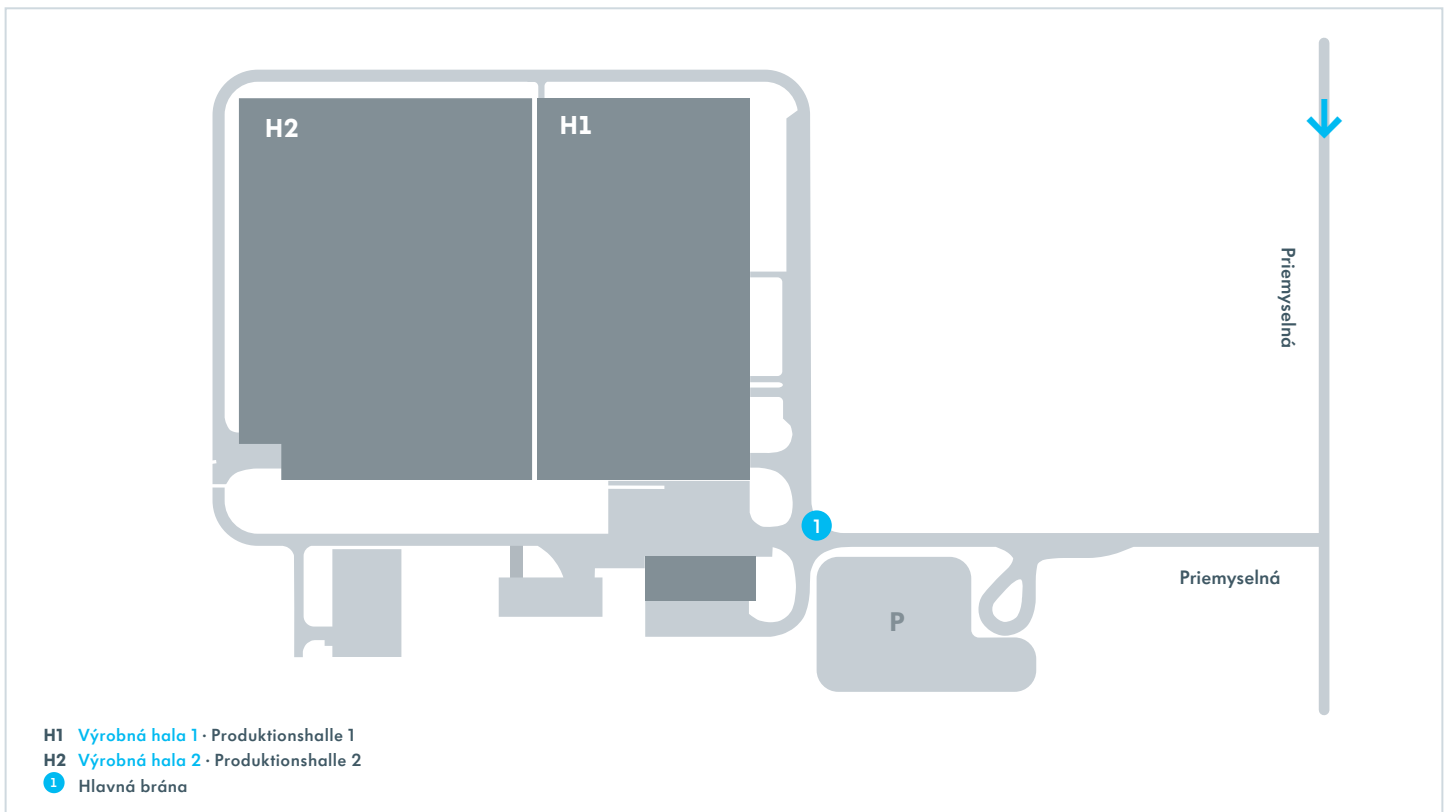 H2
H1
Priemyselná
1
Priemyselná
P
H1 Výrobná hala 1 · Produktionshalle 1
H2 Výrobná hala 2 · Produktionshalle 2
1 Hlavná brána